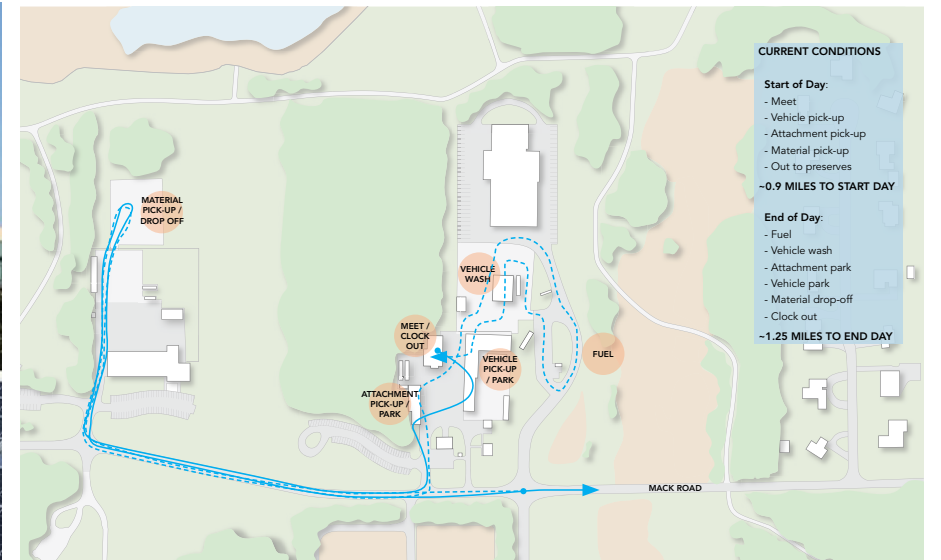 CURRENT CONDITIONS
Start of Day:
- Meet
- Vehicle pick-up
- Attachment pick-up
- Material pick-up
- Out to preserves
~0.9 MILES TO START DAY
End of Day:
- Fuel
- Vehicle wash
- Attachment park
- Vehicle park
- Material drop-off
- Clock out
~1.25 MILES TO END DAY
MATERIAL
PICK-UP /
DROP OFF
VEHICLE
WASH
MEET /
CLOCK
OUT
VEHICLE
PICK-UP
/ PARK
FUEL
ATTACHMENT
PICK-UP /
PARK
MACK ROAD